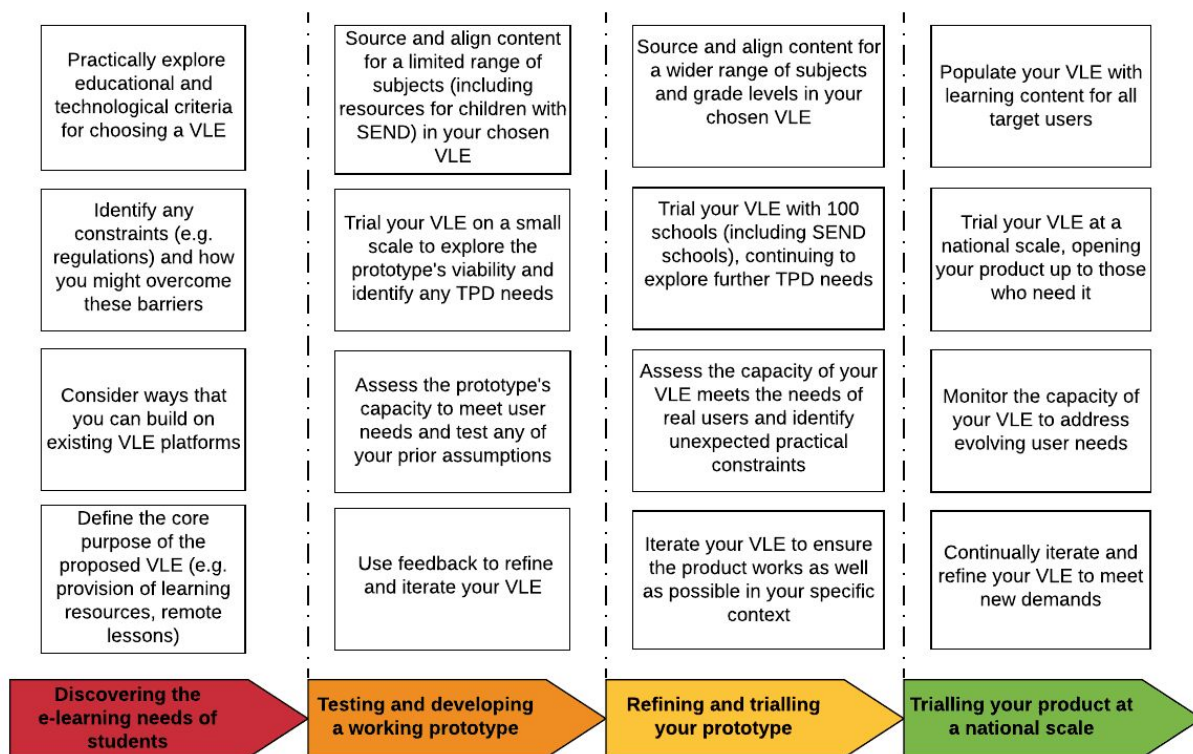 Practically explore
educational and
technological criteria
for choosing a VLE
Identify any
constraints (e.g.
regulations) and how
you might overcome
these barriers
Consider ways that
you can build on
existing VLE platforms
Define the core
purpose of the
proposed VLE (e.g.
provision of learning
resources, remote
lessons)
Discovering the
e-learning needs of
students
Source and align content
for a limited range of
subjects (including
resources for children with
SEND) in your chosen
VLE
Trial your VLE on a small
scale to explore the
prototype's viability and
identify any TPD needs
Assess the prototype's
capacity to meet user
needs and test any of
your prior assumptions
Use feedback to refine
and iterate your VLE
Testing and developing
a working prototype
Source and align content for
a wider range of subjects
and grade levels in your
chosen VLE
Trial your VLE with 100
schools (including SEND
schools), continuing to
explore further TPD needs
Assess the capacity of your
VLE meets the needs of
real users and identify
unexpected practical
constraints
Iterate your VLE to ensure
the product works as well
as possible in your specific
context
Refining and trialling
your prototype
Populate your VLE with
learning content for all
target users
Trial your VLE at a
national scale, opening
your product up to those
who need it
Monitor the capacity of
your VLE to address
evolving user needs
Continually iterate and
refine your VLE to meet
new demands
Trialling your product at
a national scale